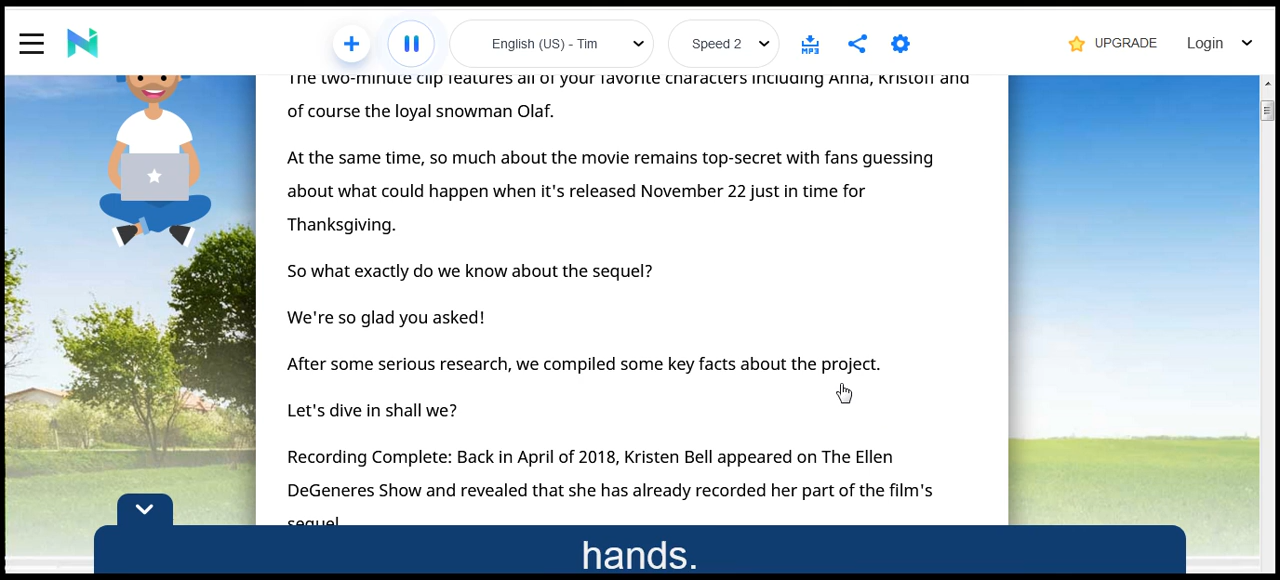 English (US) - Tim
Speed 2
MP3
UPGRADE
Login
The two-minute clip features all of your favorite characters including Anna, Kristoff and
of course the loyal snowman Olaf.
At the same time, so much about the movie remains top-secret with fans guessing
about what could happen when it's released November 22 just in time for
Thanksgiving.
So what exactly do we know about the sequel?
We're so glad you asked!
After some serious research, we compiled some key facts about the project.
Let's dive in shall we?
Recording Complete: Back in April of 2018, Kristen Bell appeared on The Ellen
DeGeneres Show and revealed that she has already recorded her part of the film's
sequel
hands.